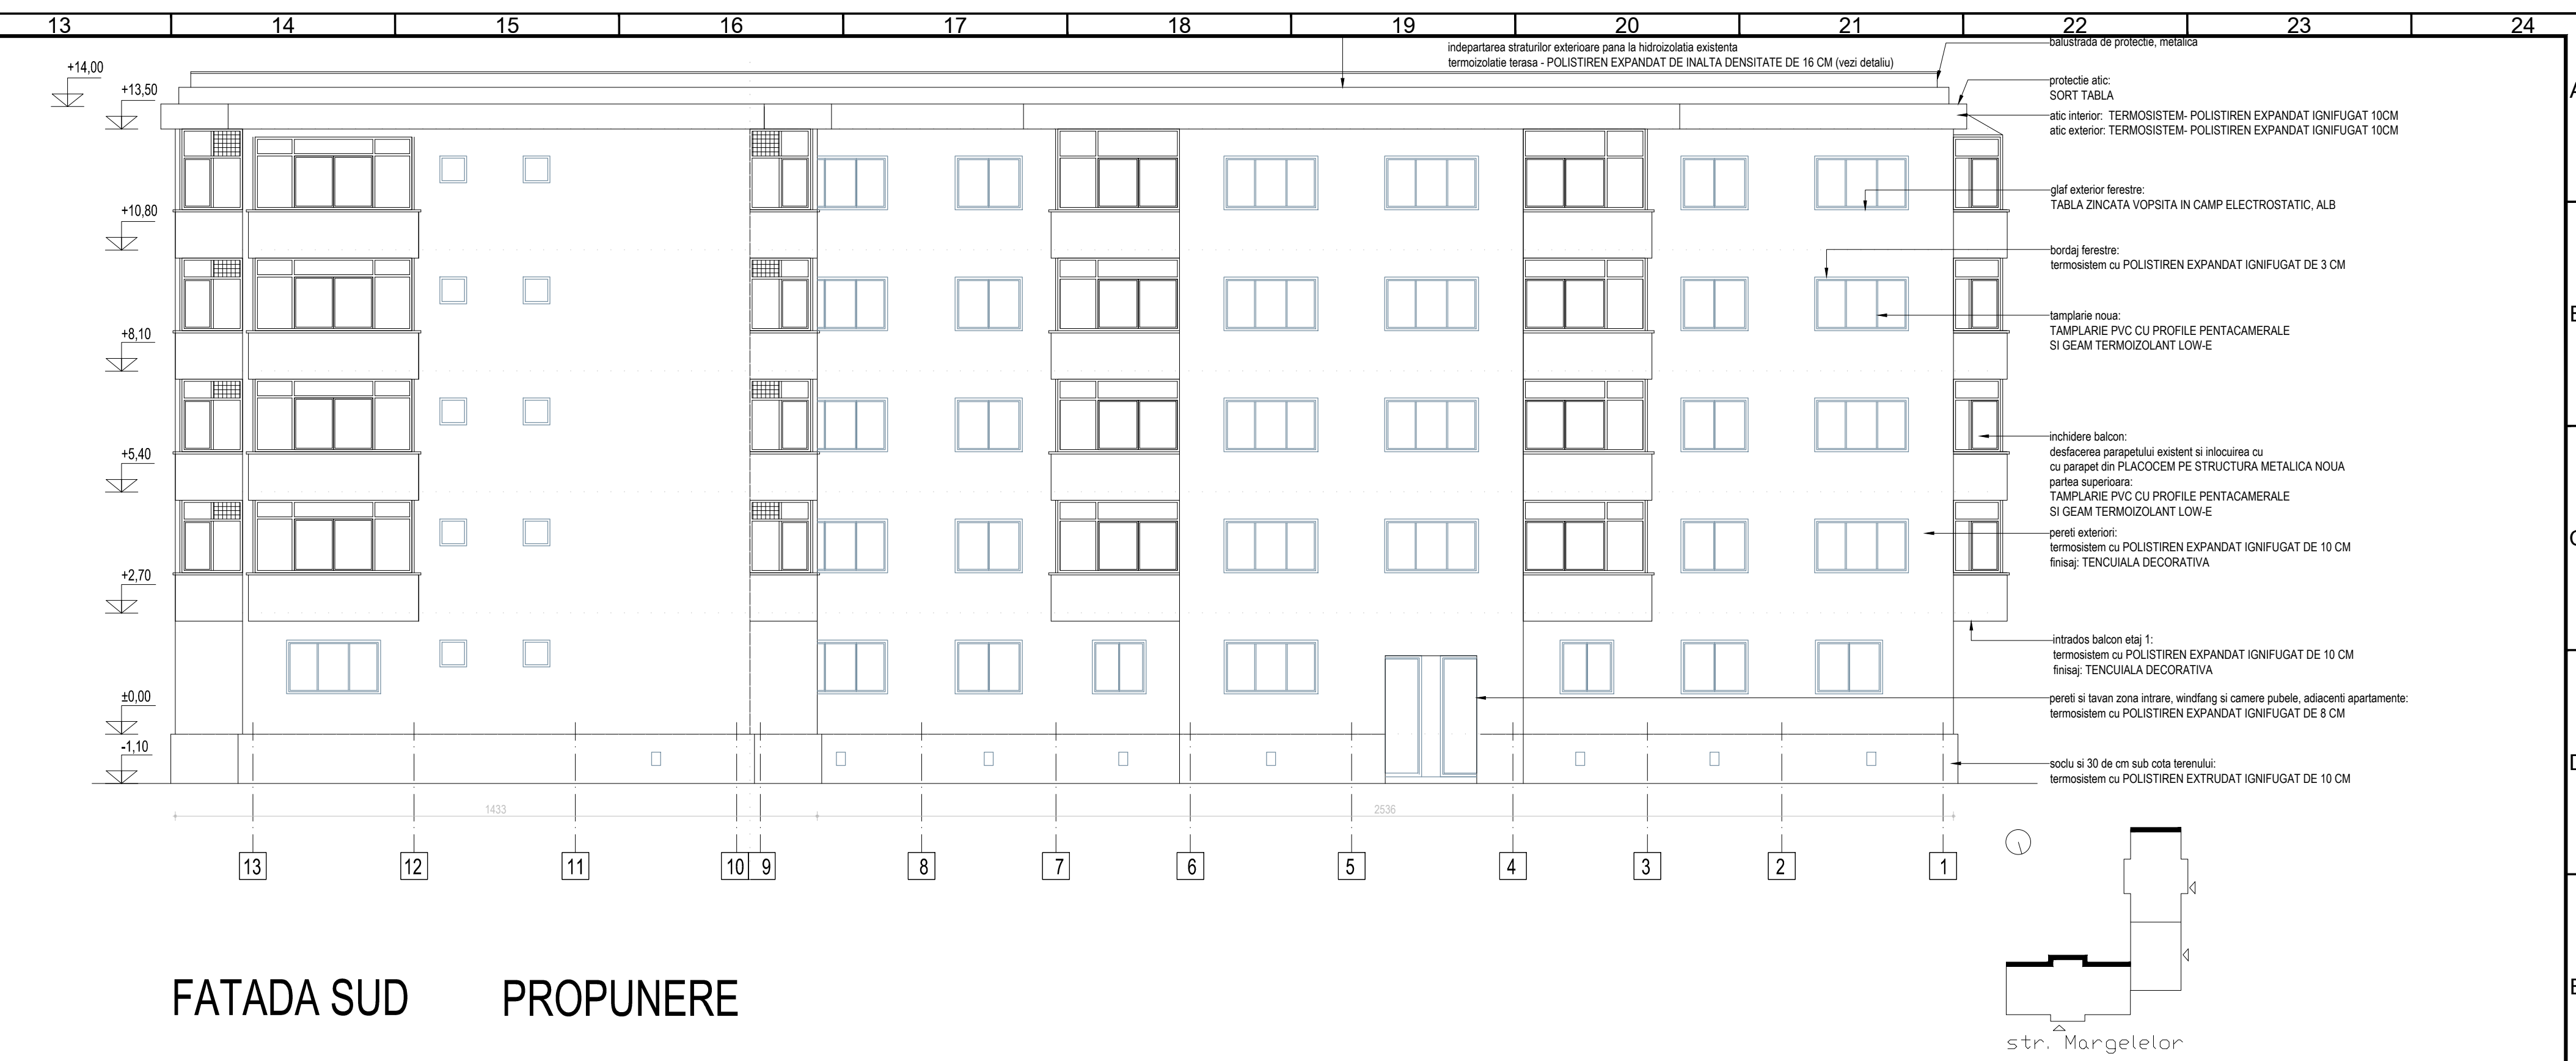 13 14 15 16 17 18 19 20 21 22 23 24
indepartarea straturilor exterioare pana la hidroizolatia existenta
termoizolatie terasa - POLISTIREN EXPANDAT DE INALTA DENSITATE DE 16 CM (vezi detaliu)
balustrada de protectie, metalica
protectie atic:
SORT TABLA
atic interior: TERMOSISTEM- POLISTIREN EXPANDAT IGNIFUGAT 10CM
atic exterior: TERMOSISTEM- POLISTIREN EXPANDAT IGNIFUGAT 10CM
glaf exterior ferestre:
TABLA ZINCATA VOPSITA IN CAMP ELECTROSTATIC, ALB
bordaj ferestre:
termosistem cu POLISTIREN EXPANDAT IGNIFUGAT DE 3 CM
tamplarie noua:
TAMPLARIE PVC CU PROFILE PENTACAMERALE
SI GEAM TERMOIZOLANT LOW-E
inchidere balcon:
desfacerea parapetului existent si inlocuirea cu
cu parapet din PLACOCEM PE STRUCTURA METALICA NOUA
partea superioara:
TAMPLARIE PVC CU PROFILE PENTACAMERALE
SI GEAM TERMOIZOLANT LOW-E
pereti exteriori:
termosistem cu POLISTIREN EXPANDAT IGNIFUGAT DE 10 CM
finisaj: TENCUIALA DECORATIVA
intrados balcon etaj 1:
termosistem cu POLISTIREN EXPANDAT IGNIFUGAT DE 10 CM
finisaj: TENCUIALA DECORATIVA
pereti si tavan zona intrare, windfang si camere pubele, adiacenti apartamente:
termosistem cu POLISTIREN EXPANDAT IGNIFUGAT DE 8 CM
soclu si 30 de cm sub cota terenului:
termosistem cu POLISTIREN EXTRUDAT IGNIFUGAT DE 10 CM
+14,00
+13,50
+10,80
+8,10
+5,40
+2,70
±0,00
-1,10
1433 2536
13 12 11 10 9 8 7 6 5 4 3 2 1
FATADA SUD PROPUNERE
str. Margelelor